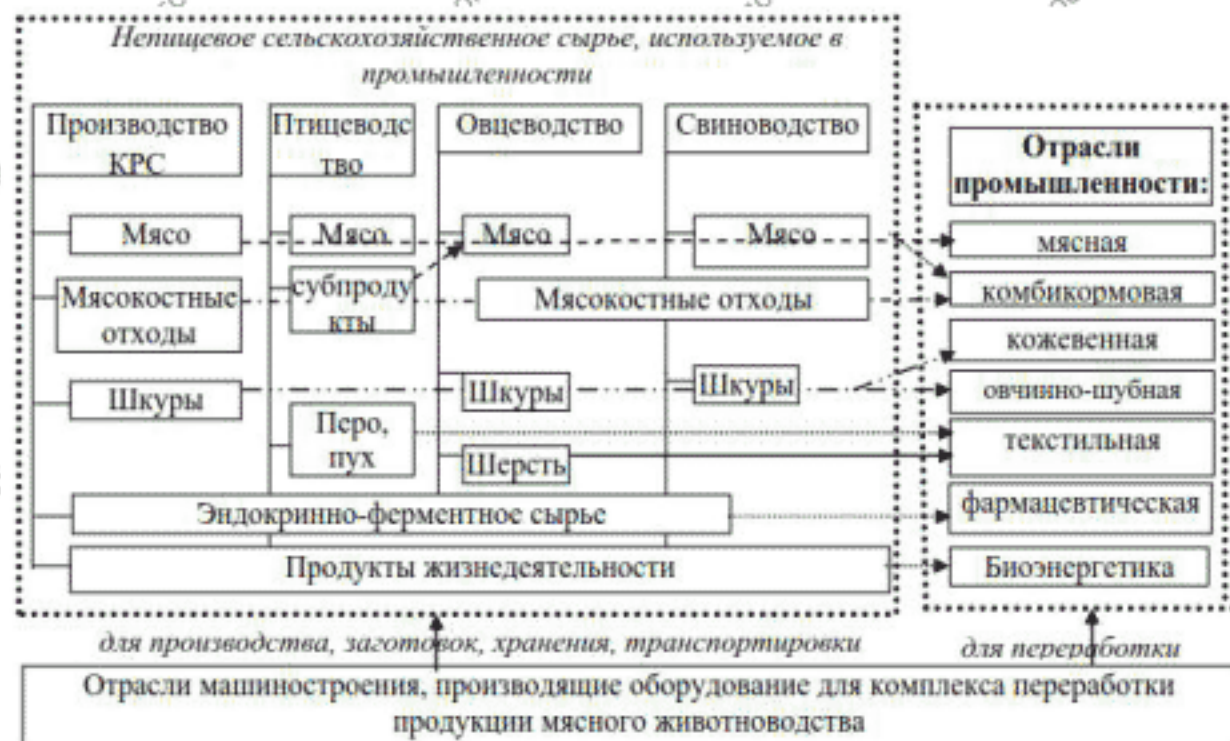 Непищевое сельскохозяйственное сырье, используемое в
промышленности
Производство
КРС
Птицеводс
тво
Овцеводство
Свиноводство
Отрасли
промышленности:
Мясо
Мясо
Мясо
Мясо
мясная
Мясокостные
отходы
субпроду
кты
Мясокостные отходы
комбикормовая
кожевенная
Шкуры
Шкуры
Шкуры
овчинно-шубная
Перо,
пух
текстильная
Шерсть
Эндокринно-ферментное сырье
фармацевтическая
Продукты жизнедеятельности
Биоэнергетика
для производства, заготовок, хранения, транспортировки
для переработки
Отрасли машиностроения, производящие оборудование для комплекса переработки
продукции мясного животноводства